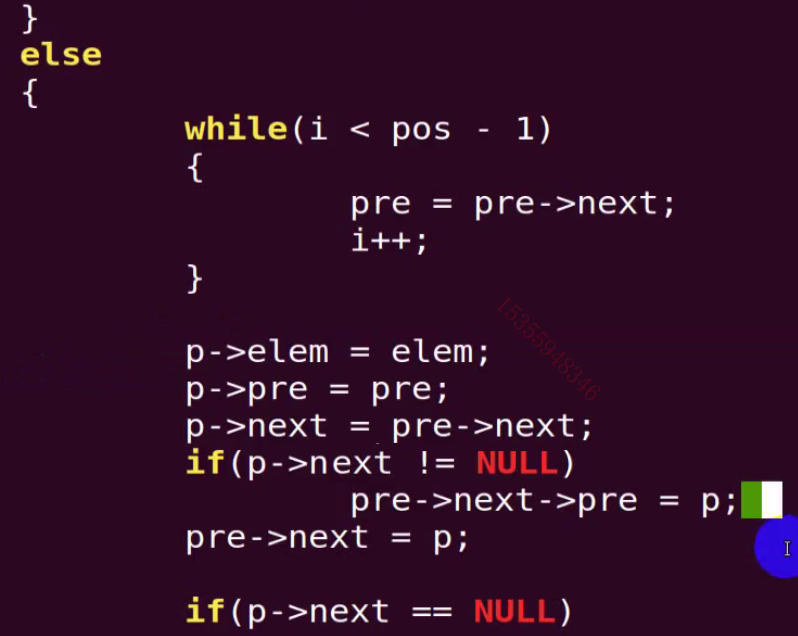 }
else
{
while(i < pos - 1)
{
pre = pre->next;
i++;
}
p->elem = elem;
p->pre = pre;
p->next = pre->next;
if(p->next != NULL)
pre->next->pre = p;
pre->next = p;
if(p->next == NULL)
15355948346